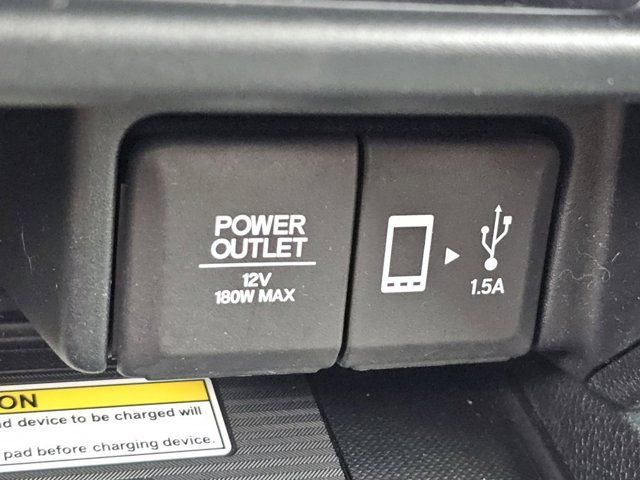 POWER
OUTLET
12V
180W MAX
1.5A
ON
device to be charged will
pad before charging device.